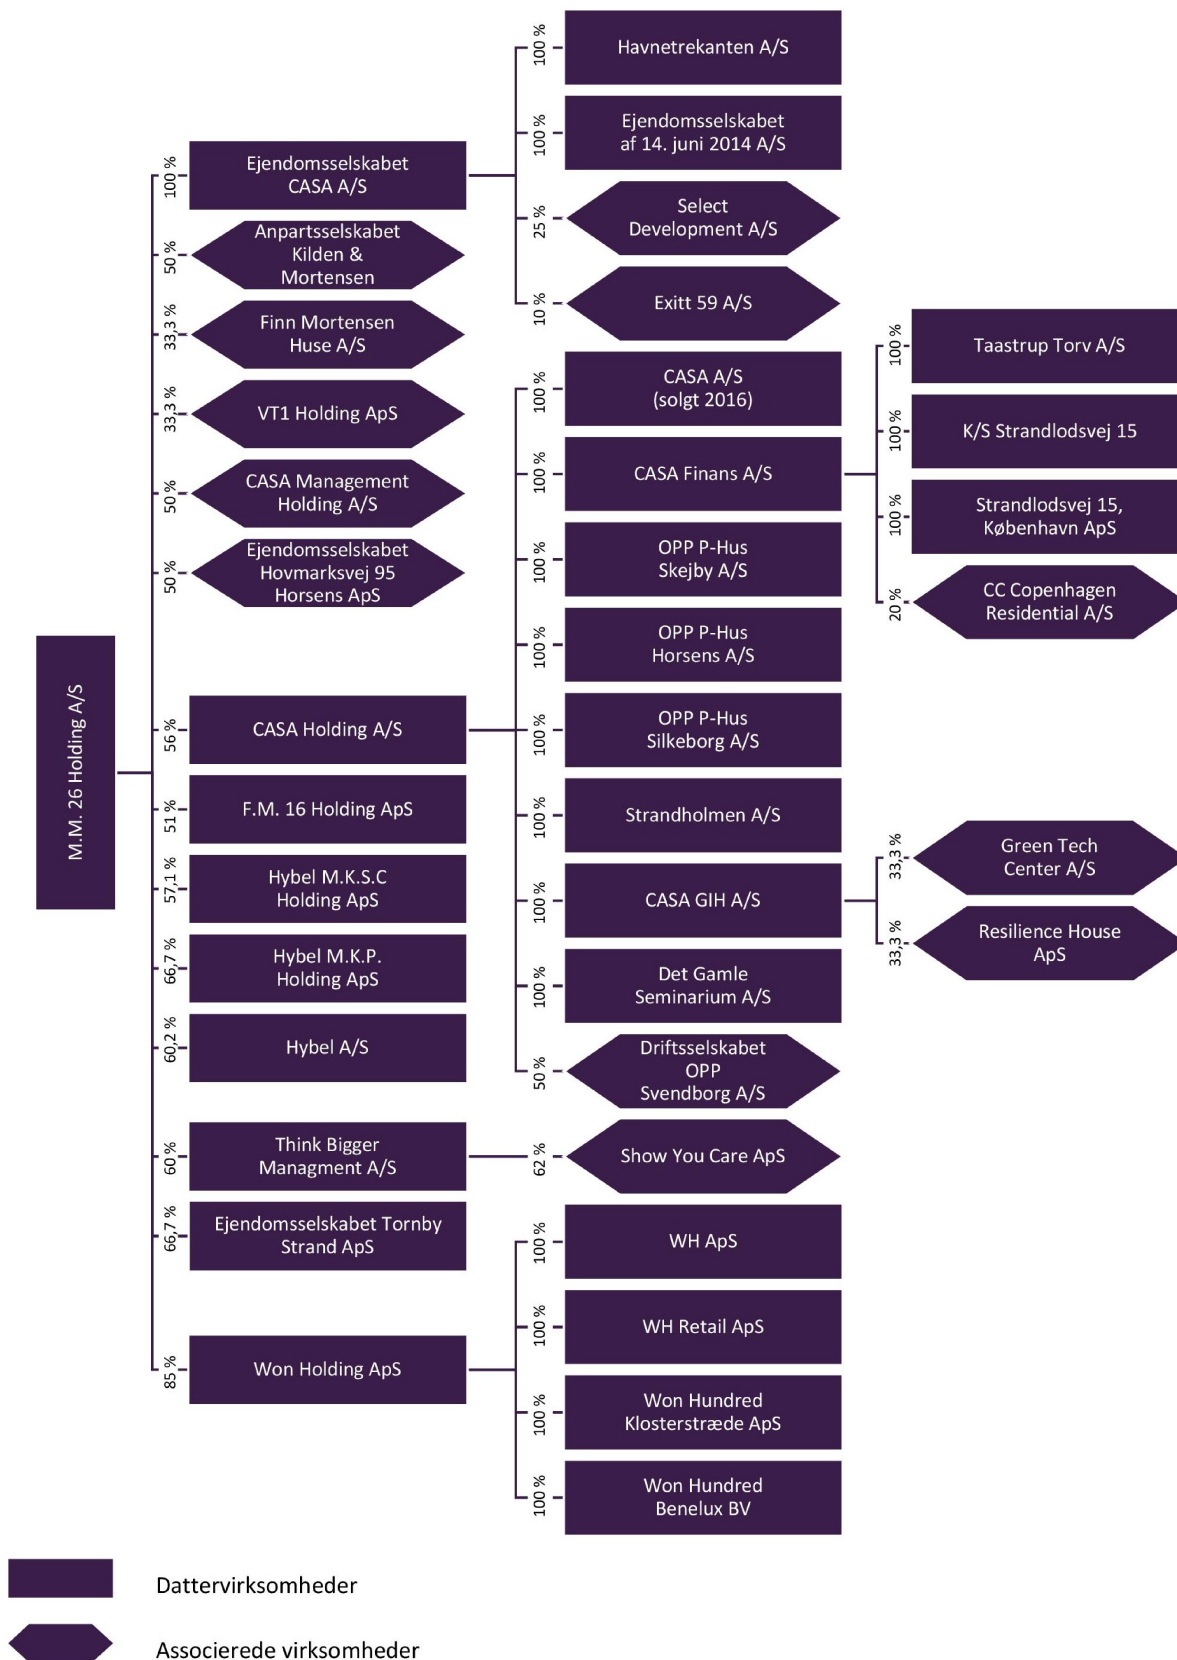 M.M. 26 Holding A/S
100 %
Ejendomsselskabet
CASA A/S
100 %
Havnetrekanten A/S
100 %
Ejendomsselskabet
af 14. juni 2014 A/S
25 %
Select
Development A/S
10 %
Exitt 59 A/S
50 %
Anpartsselskabet
Kilden &
Mortensen
33,3 %
Finn Mortensen
Huse A/S
33,3 %
VT1 Holding ApS
50 %
CASA Management
Holding A/S
50 %
Ejendomsselskabet
Hovmarksvej 95
Horsens ApS
56 %
CASA Holding A/S
100 %
CASA A/S
(solgt 2016)
100 %
CASA Finans A/S
100 %
Taastrup Torv A/S
100 %
K/S Strandlodsvej 15
100 %
Strandlodsvej 15,
København ApS
20 %
CC Copenhagen
Residential A/S
100 %
OPP P-Hus
Skejby A/S
100 %
OPP P-Hus
Horsens A/S
100 %
OPP P-Hus
Silkeborg A/S
100 %
Strandholmen A/S
100 %
CASA GIH A/S
33,3 %
Green Tech
Center A/S
33,3 %
Resilience House
ApS
100 %
Det Gamle
Seminarium A/S
50 %
Driftsselskabet
OPP
Svendborg A/S
51 %
F.M. 16 Holding ApS
57,1 %
Hybel M.K.S.C
Holding ApS
66,7 %
Hybel M.K.P.
Holding ApS
60,2 %
Hybel A/S
60 %
Think Bigger
Managment A/S
62 %
Show You Care ApS
66,7 %
Ejendomsselskabet Tornby
Strand ApS
85 %
Won Holding ApS
100 %
WH ApS
100 %
WH Retail ApS
100 %
Won Hundred
Klosterstræde ApS
100 %
Won Hundred
Benelux BV
Dattervirksomheder
Associerede virksomheder